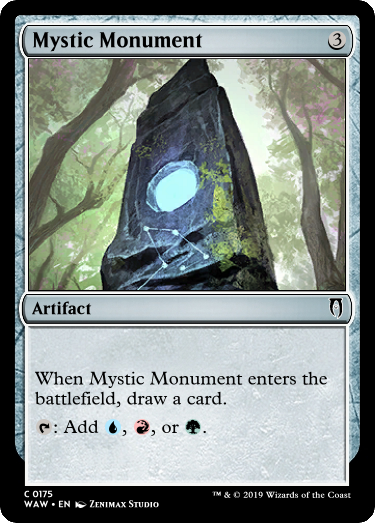 Mystic Monument 3
Artifact
When Mystic Monument enters the
battlefield, draw a card.
: Add , , or .
C 0175
WAW • EN Zenimax Studio
™ & © 2019 Wizards of the Coast